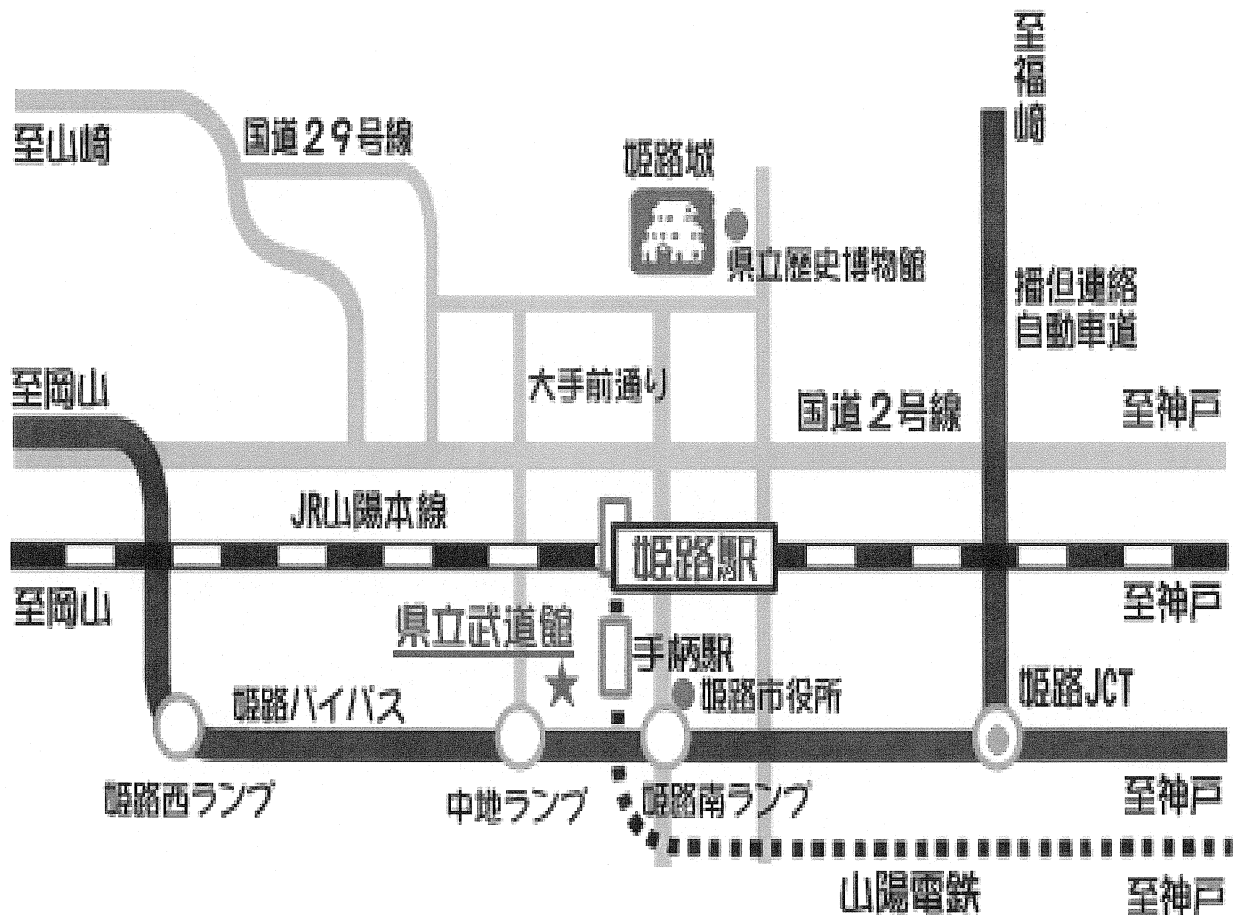 至福崎
至山崎
国道29号線
姫路城
県立歴史博物館
播但連絡
自動車道
至岡山
大手前通り
国道2号線
至神戸
JR山陽本線
姫路駅
至岡山
至神戸
県立武道館
手柄駅
姫路バイパス
姫路市役所
姫路JCT
姫路西ランプ
中地ランプ
姫路南ランプ
至神戸
山陽電鉄
至神戸